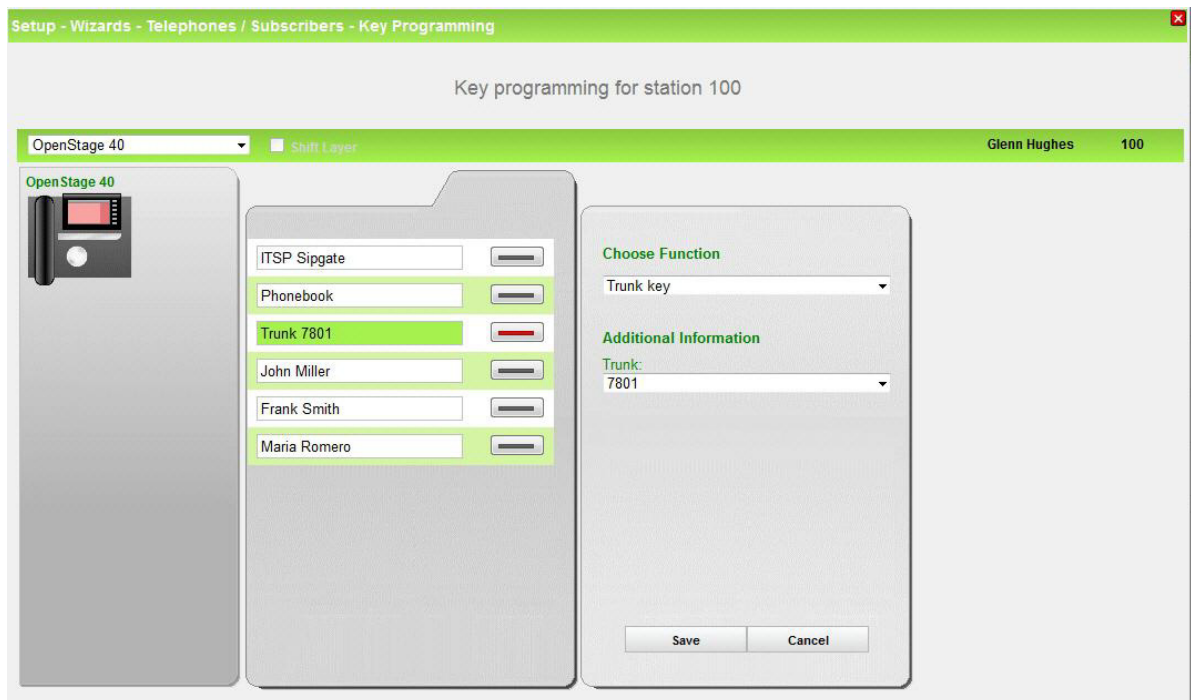 Setup - Wizards - Telephones / Subscribers - Key Programming
Key programming for station 100
OpenStage 40
Shift Layer
Glenn Hughes 100
OpenStage 40
ITSP Sipgate
Phonebook
Trunk 7801
John Miller
Frank Smith
Maria Romero
Choose Function
Trunk key
Additional Information
Trunk:
7801
Save Cancel